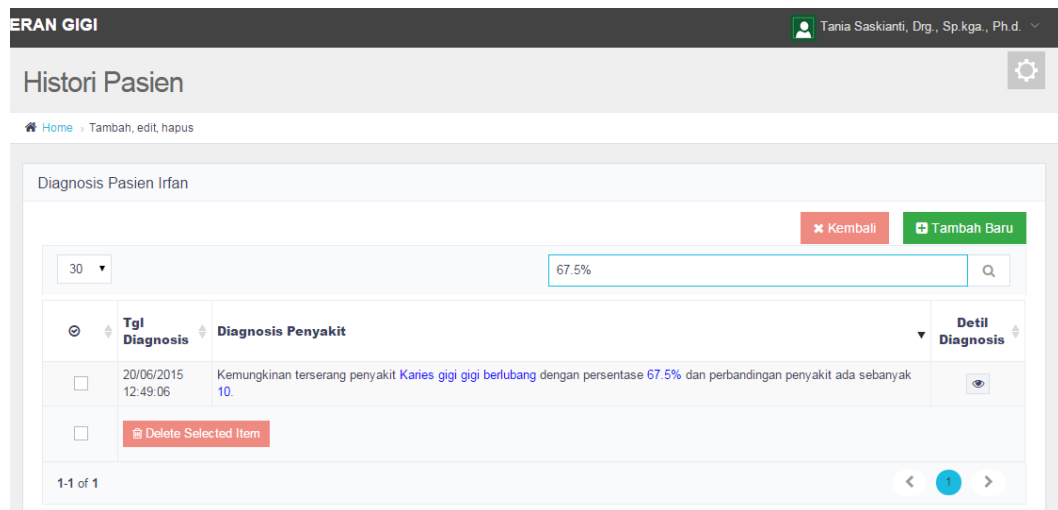 ERAN GIGI
Tania Saskianti, Drg., Sp.kga., Ph.d.
Histori Pasien
Home › Tambah, edit, hapus
Diagnosis Pasien Irfan
Kembali
Tambah Baru
30
67.5%
Tgl
Diagnosis
Diagnosis Penyakit
Detil
Diagnosis
20/06/2015
12:49:06
Kemungkinan terserang penyakit Karies gigi gigi berlubang dengan persentase 67.5% dan perbandingan penyakit ada sebanyak
10.
Delete Selected Item
1-1 of 1
1